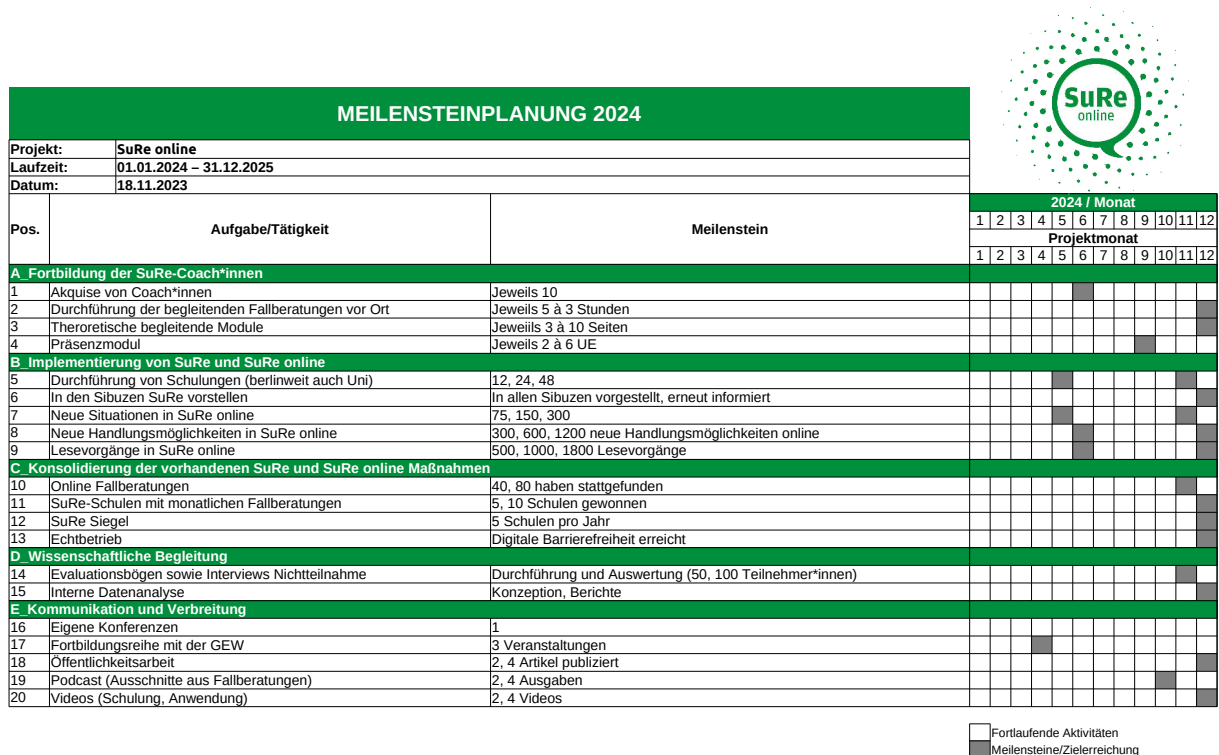 SuRe
online
MEILENSTEINPLANUNG 2024
Projekt: SuRe online
Laufzeit: 01.01.2024 – 31.12.2025
Datum: 18.11.2023
2024 / Monat
1 2 3 4 5 6 7 8 9 10 11 12
Pos. Aufgabe/Tätigkeit Meilenstein
Projektmonat
1 2 3 4 5 6 7 8 9 10 11 12
A_Fortbildung der SuRe-Coach*innen
1 Akquise von Coach*innen Jeweils 10
2 Durchführung der begleitenden Fallberatungen vor Ort Jeweils 5 à 3 Stunden
3 Theroretische begleitende Module Jeweiils 3 à 10 Seiten
4 Präsenzmodul Jeweils 2 à 6 UE
B_Implementierung von SuRe und SuRe online
5 Durchführung von Schulungen (berlinweit auch Uni) 12, 24, 48
6 In den Sibuzen SuRe vorstellen In allen Sibuzen vorgestellt, erneut informiert
7 Neue Situationen in SuRe online 75, 150, 300
8 Neue Handlungsmöglichkeiten in SuRe online 300, 600, 1200 neue Handlungsmöglichkeiten online
9 Lesevorgänge in SuRe online 500, 1000, 1800 Lesevorgänge
C_Konsolidierung der vorhandenen SuRe und SuRe online Maßnahmen
10 Online Fallberatungen 40, 80 haben stattgefunden
11 SuRe-Schulen mit monatlichen Fallberatungen 5, 10 Schulen gewonnen
12 SuRe Siegel 5 Schulen pro Jahr
13 Echtbetrieb Digitale Barrierefreiheit erreicht
D_Wissenschaftliche Begleitung
14 Evaluationsbögen sowie Interviews Nichtteilnahme Durchführung und Auswertung (50, 100 Teilnehmer*innen)
15 Interne Datenanalyse Konzeption, Berichte
E_Kommunikation und Verbreitung
16 Eigene Konferenzen 1
17 Fortbildungsreihe mit der GEW 3 Veranstaltungen
18 Öffentlichkeitsarbeit 2, 4 Artikel publiziert
19 Podcast (Ausschnitte aus Fallberatungen) 2, 4 Ausgaben
20 Videos (Schulung, Anwendung) 2, 4 Videos
Fortlaufende Aktivitäten
Meilensteine/Zielerreichung